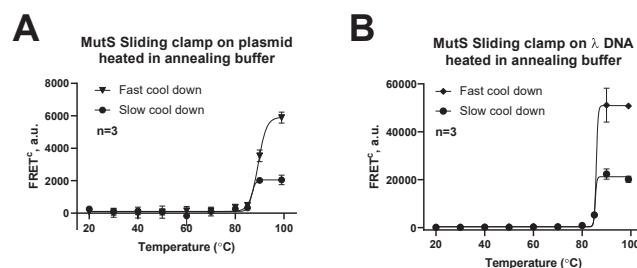 A
MutS Sliding clamp on plasmid
heated in annealing buffer
8000
6000
4000
2000
0
FRETᶜ, a.u.
Fast cool down
Slow cool down
n=3
20 40 60 80 100
Temperature (°C)
B
MutS Sliding clamp on λ DNA
heated in annealing buffer
60000
40000
20000
0
FRETᶜ, a.u.
Fast cool down
Slow cool down
n=3
20 40 60 80 100
Temperature (°C)